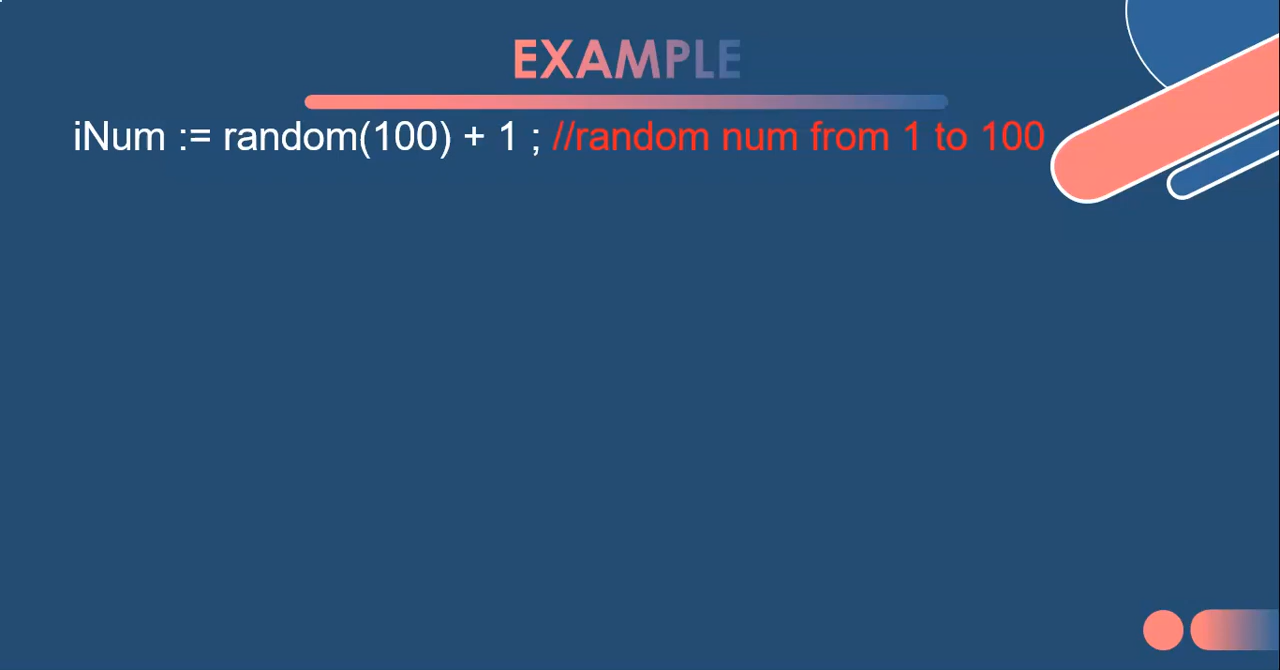 EXAMPLE
iNum := random(100) + 1 ; //random num from 1 to 100